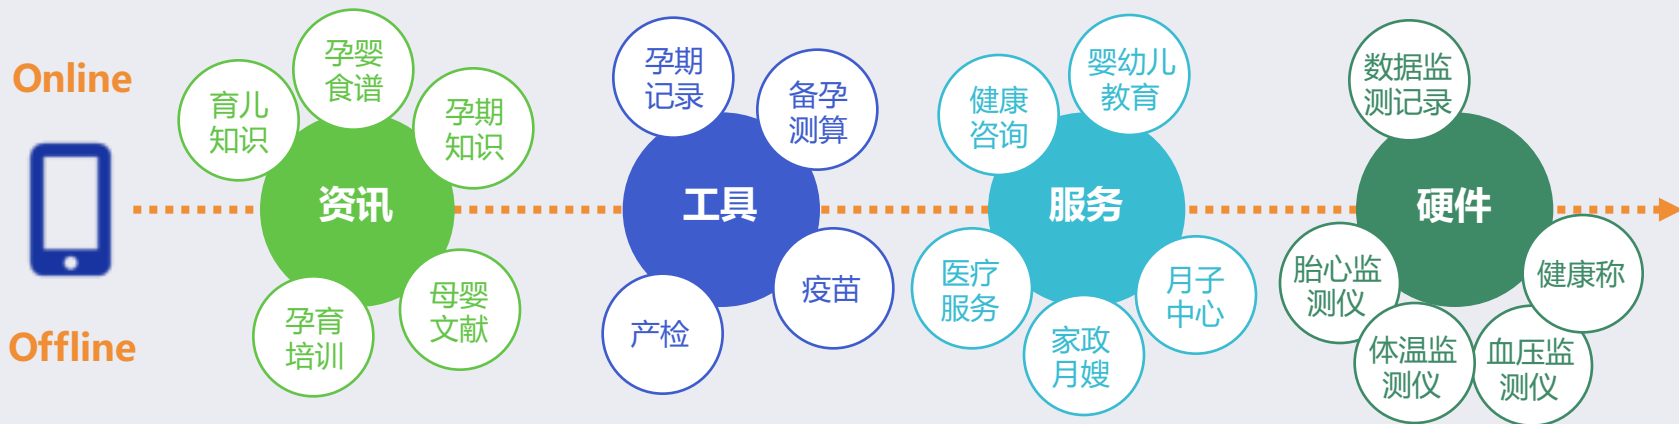 Online
Offline
孕婴
食谱
育儿
知识
孕期
知识
资讯
孕育
培训
母婴
文献
孕期
记录
备孕
测算
工具
产检
疫苗
婴幼儿
教育
健康
咨询
服务
医疗
服务
家政
月嫂
月子
中心
数据监
测记录
硬件
胎心监
测仪
体温监
测仪
血压监
测仪
健康称